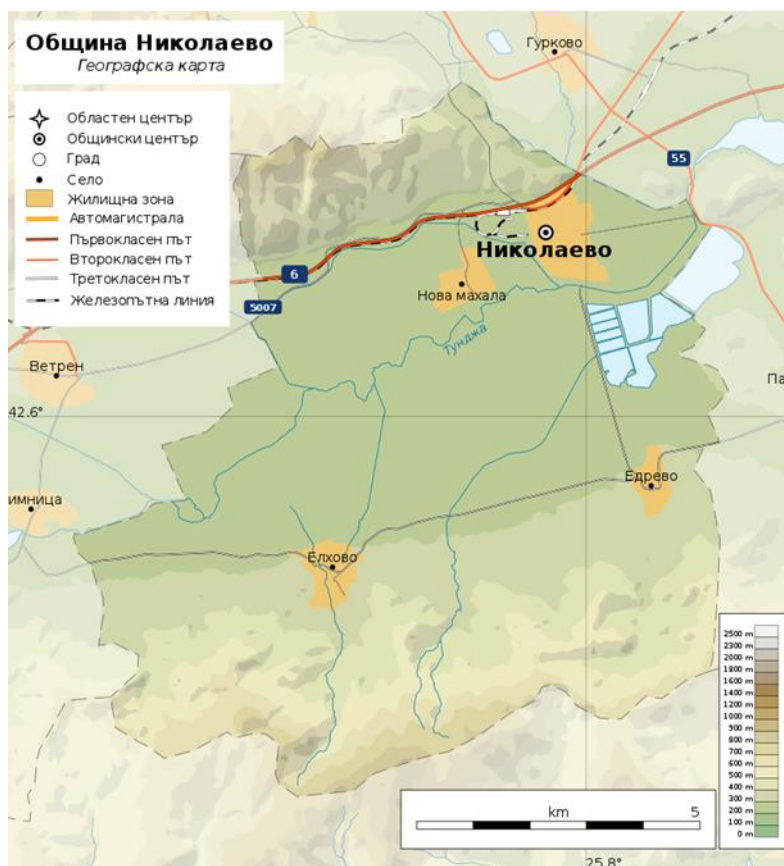 Община Николаево
Географска карта
Областен център
Общински център
Град
Село
Жилищна зона
Автомагистрала
Първокласен път
Второкласен път
Третокласен път
Железопътна линия
Гурково
55
Николаево
6
5007
Нова махала
Тунджа
Ветрен
Па
42.6°
имница
Едрево
Елхово
2500 m
2300 m
2000 m
1800 m
1600 m
1400 m
1200 m
1000 m
900 m
800 m
700 m
600 m
500 m
400 m
300 m
200 m
100 m
0 m
km 5
25.8°